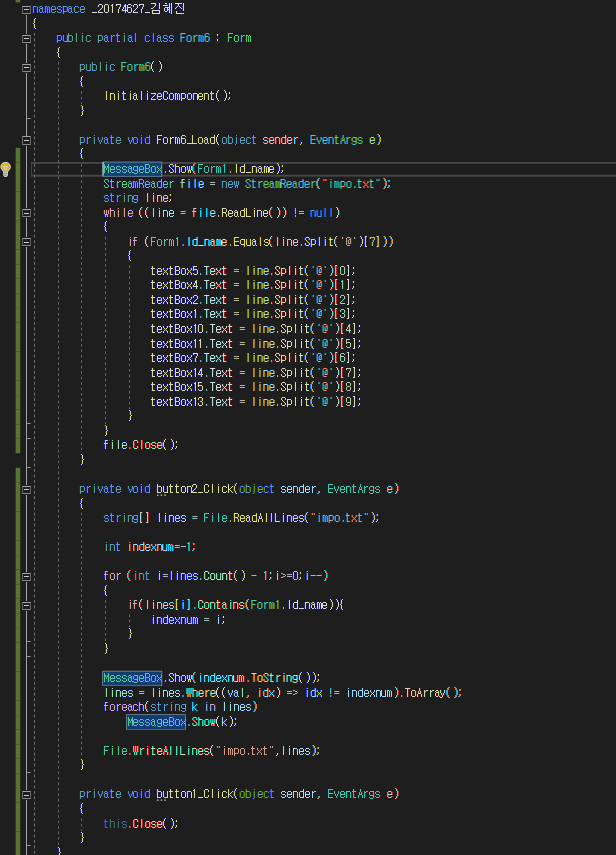 namespace _20174627_김혜진
{
public partial class Form6 : Form
{
public Form6()
{
InitializeComponent();
}
private void Form6_Load(object sender, EventArgs e)
{
MessageBox.Show(Form1.Id_name);
StreamReader file = new StreamReader("impo.txt");
string line;
while ((line = file.ReadLine()) != null)
{
if (Form1.Id_name.Equals(line.Split('@')[7]))
{
textBox5.Text = line.Split('@')[0];
textBox4.Text = line.Split('@')[1];
textBox2.Text = line.Split('@')[2];
textBox1.Text = line.Split('@')[3];
textBox10.Text = line.Split('@')[4];
textBox11.Text = line.Split('@')[5];
textBox7.Text = line.Split('@')[6];
textBox14.Text = line.Split('@')[7];
textBox15.Text = line.Split('@')[8];
textBox13.Text = line.Split('@')[9];
}
}
file.Close();
}
private void button2_Click(object sender, EventArgs e)
{
string[] lines = File.ReadAllLines("impo.txt");
int indexnum=-1;
for (int i=lines.Count() - 1;i>=0;i--)
{
if(lines[i].Contains(Form1.Id_name)){
indexnum = i;
}
}
MessageBox.Show(indexnum.ToString());
lines = lines.Where((val, idx) => idx != indexnum).ToArray();
foreach(string k in lines)
MessageBox.Show(k);
File.WriteAllLines("impo.txt",lines);
}
private void button1_Click(object sender, EventArgs e)
{
this.Close();
}
}